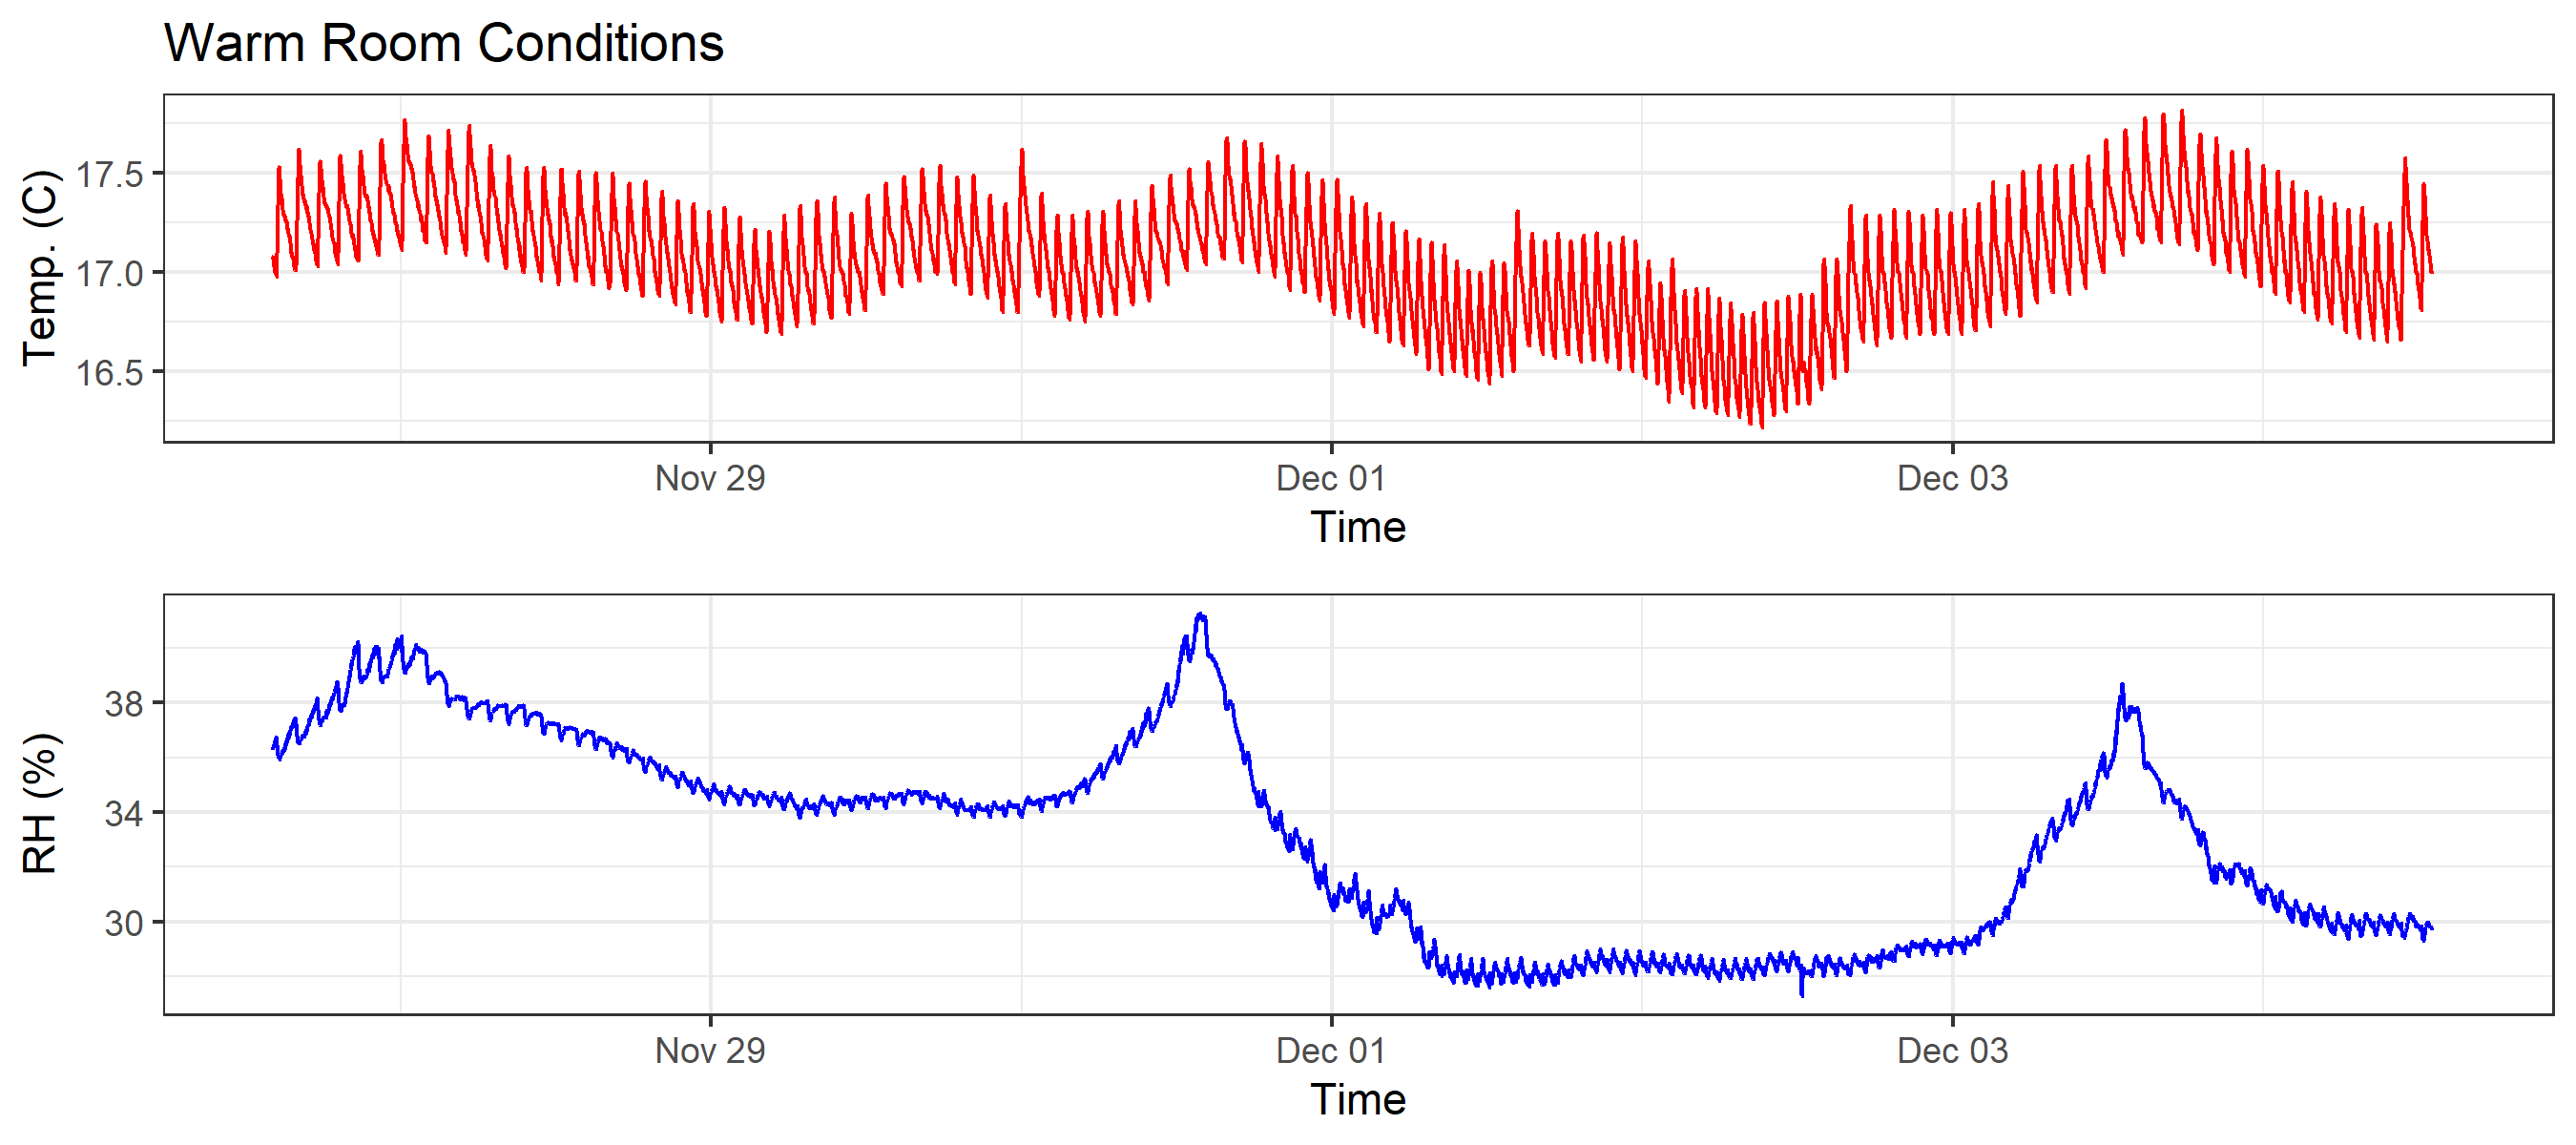 Warm Room Conditions
Temp. (C)
17.5
17.0
16.5
Nov 29 Dec 01 Dec 03
Time
RH (%)
38
34
30
Nov 29 Dec 01 Dec 03
Time